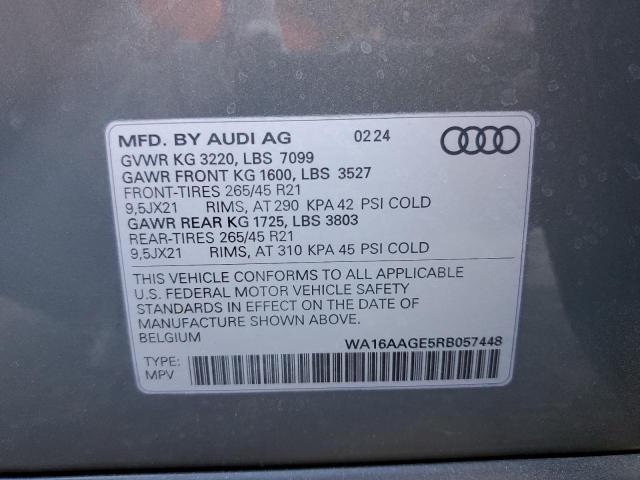 MFD. BY AUDI AG 02 24
GVWR KG 3220, LBS 7099
GAWR FRONT KG 1600, LBS 3527
FRONT-TIRES 265/45 R21
9,5JX21 RIMS, AT 290 KPA 42 PSI COLD
GAWR REAR KG 1725, LBS 3803
REAR-TIRES 265/45 R21
9,5JX21 RIMS, AT 310 KPA 45 PSI COLD
THIS VEHICLE CONFORMS TO ALL APPLICABLE
U.S. FEDERAL MOTOR VEHICLE SAFETY
STANDARDS IN EFFECT ON THE DATE OF
MANUFACTURE SHOWN ABOVE.
BELGIUM WA16AAGE5RB057448
TYPE:
MPV